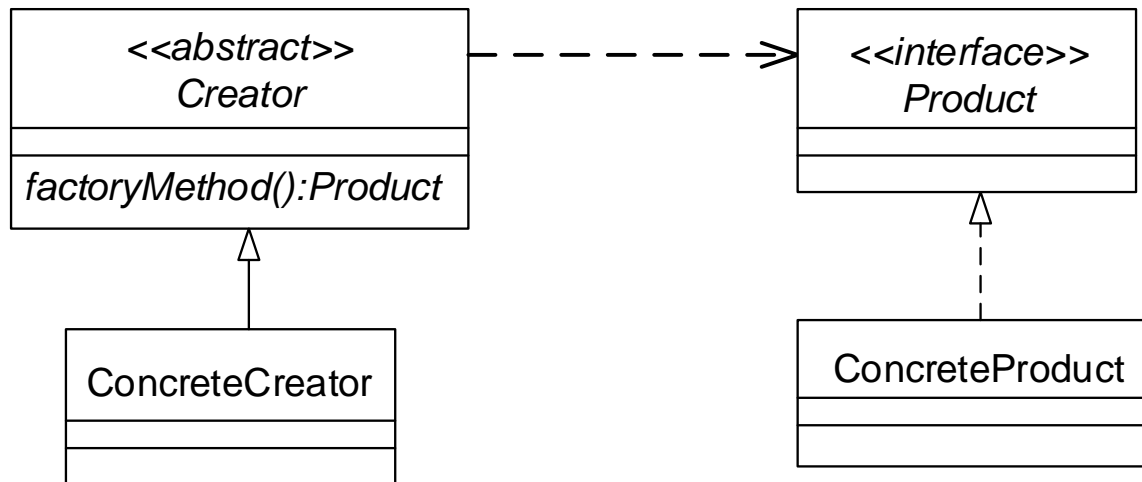 <<abstract>>
Creator
factoryMethod():Product
<<interface>>
Product
ConcreteCreator
ConcreteProduct